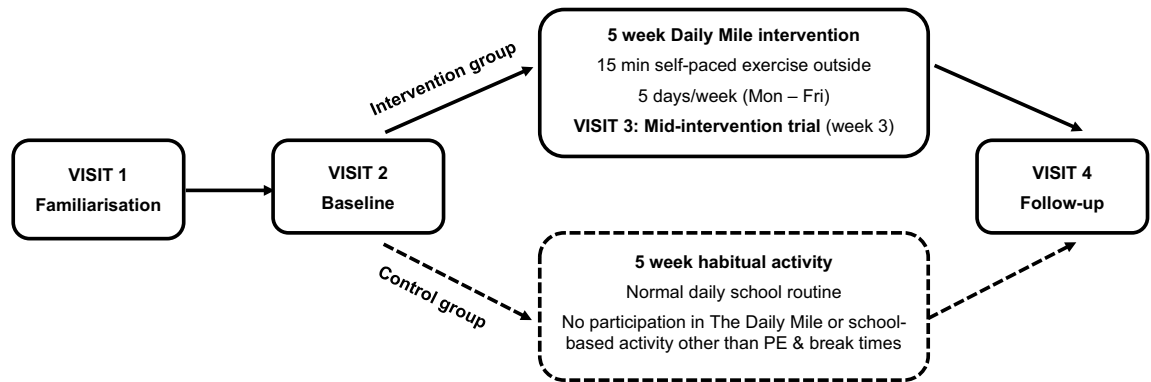 VISIT 1
Familiarisation
VISIT 2
Baseline
Intervention group
5 week Daily Mile intervention
15 min self-paced exercise outside
5 days/week (Mon – Fri)
VISIT 3: Mid-intervention trial (week 3)
Control group
5 week habitual activity
Normal daily school routine
No participation in The Daily Mile or school-
based activity other than PE & break times
VISIT 4
Follow-up